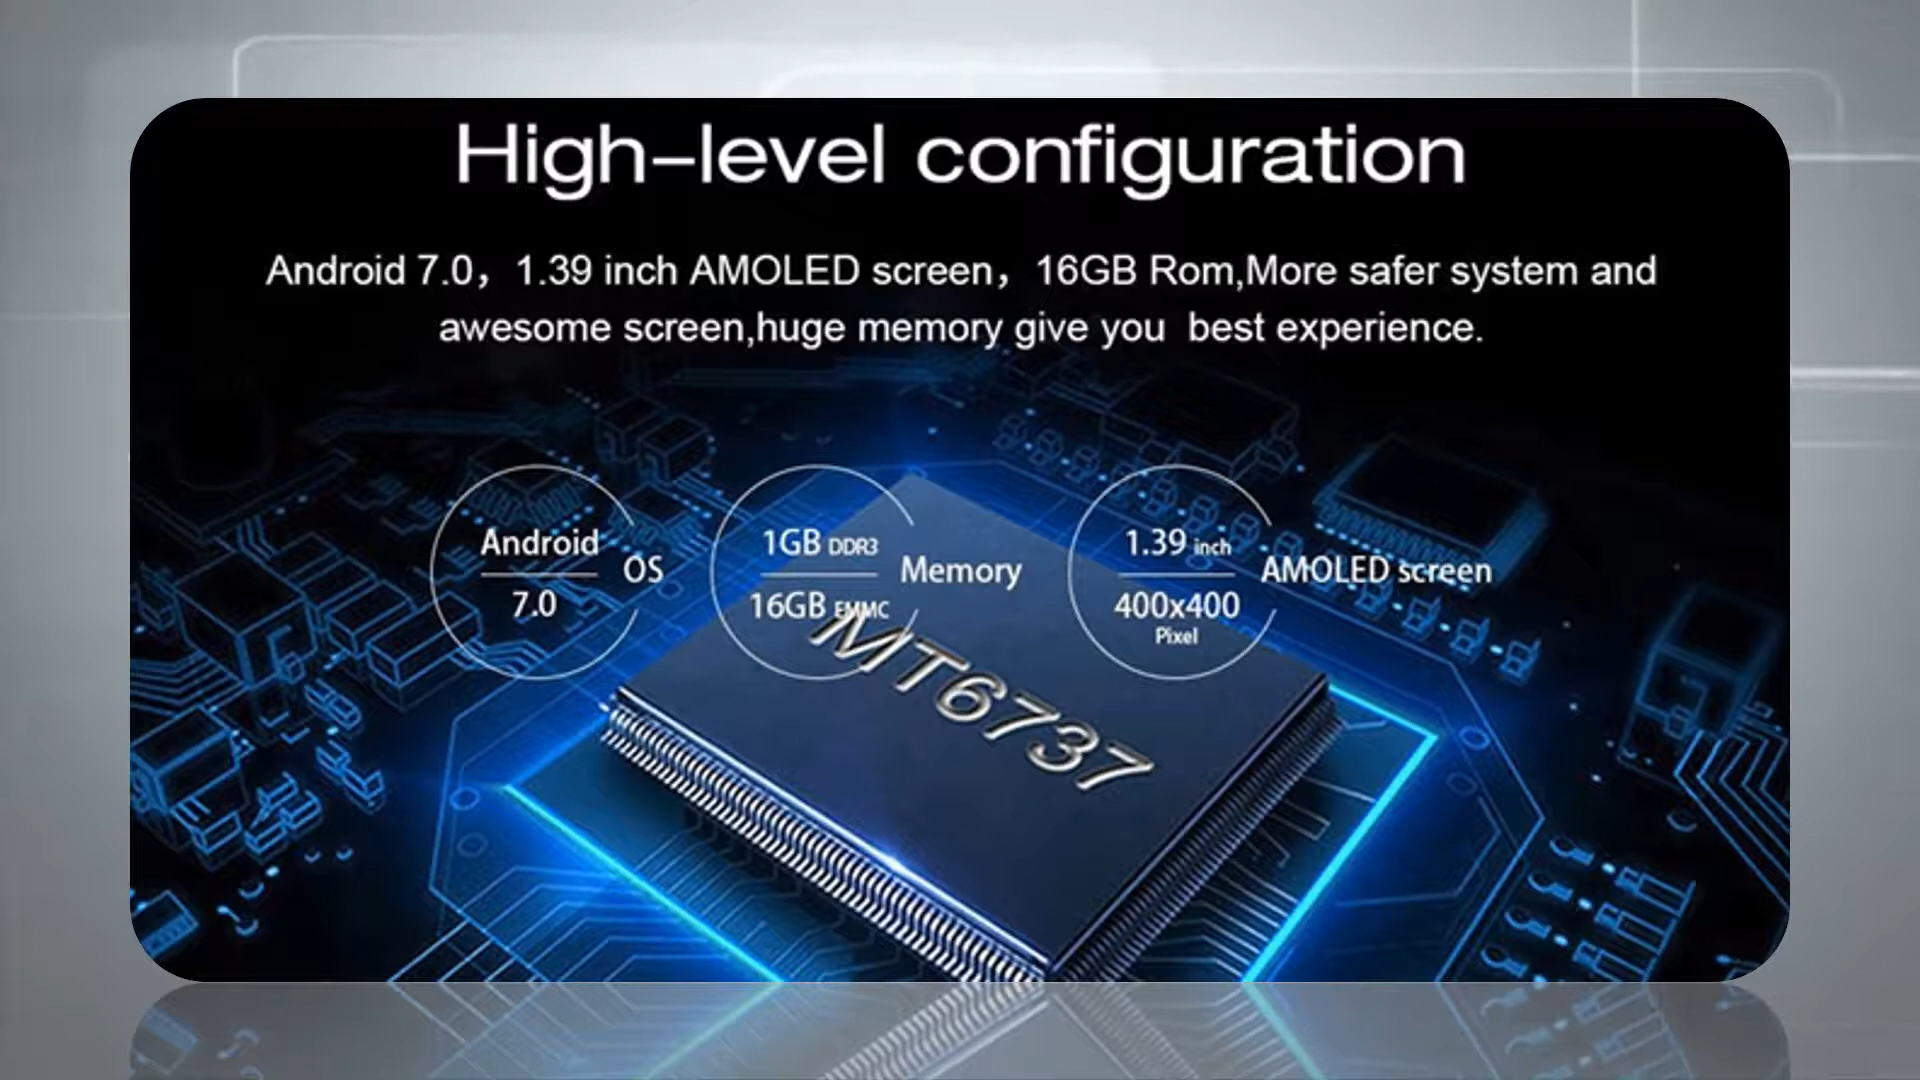 High-level configuration
Android 7.0，1.39 inch AMOLED screen，16GB Rom,More safer system and
awesome screen,huge memory give you  best experience.
Android
7.0
OS
1GB DDR3
16GB EMMC
Memory
1.39 inch
400x400
Pixel
AMOLED screen
MT6737